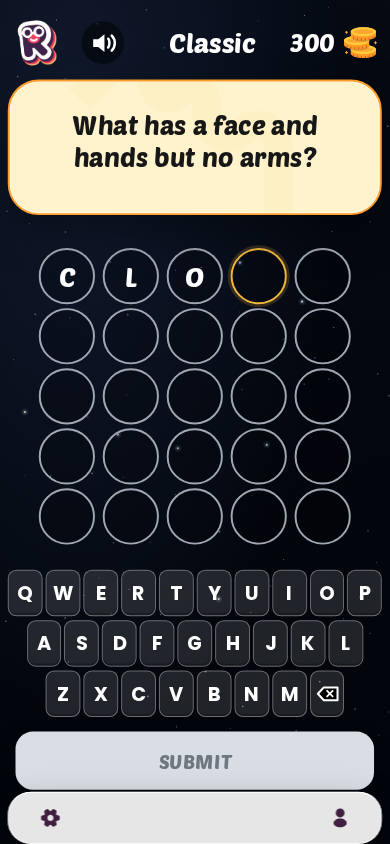 R
Classic 300
What has a face and
hands but no arms?
C L O
Q W E R T Y U I O P
A S D F G H J K L
Z X C V B N M
SUBMIT